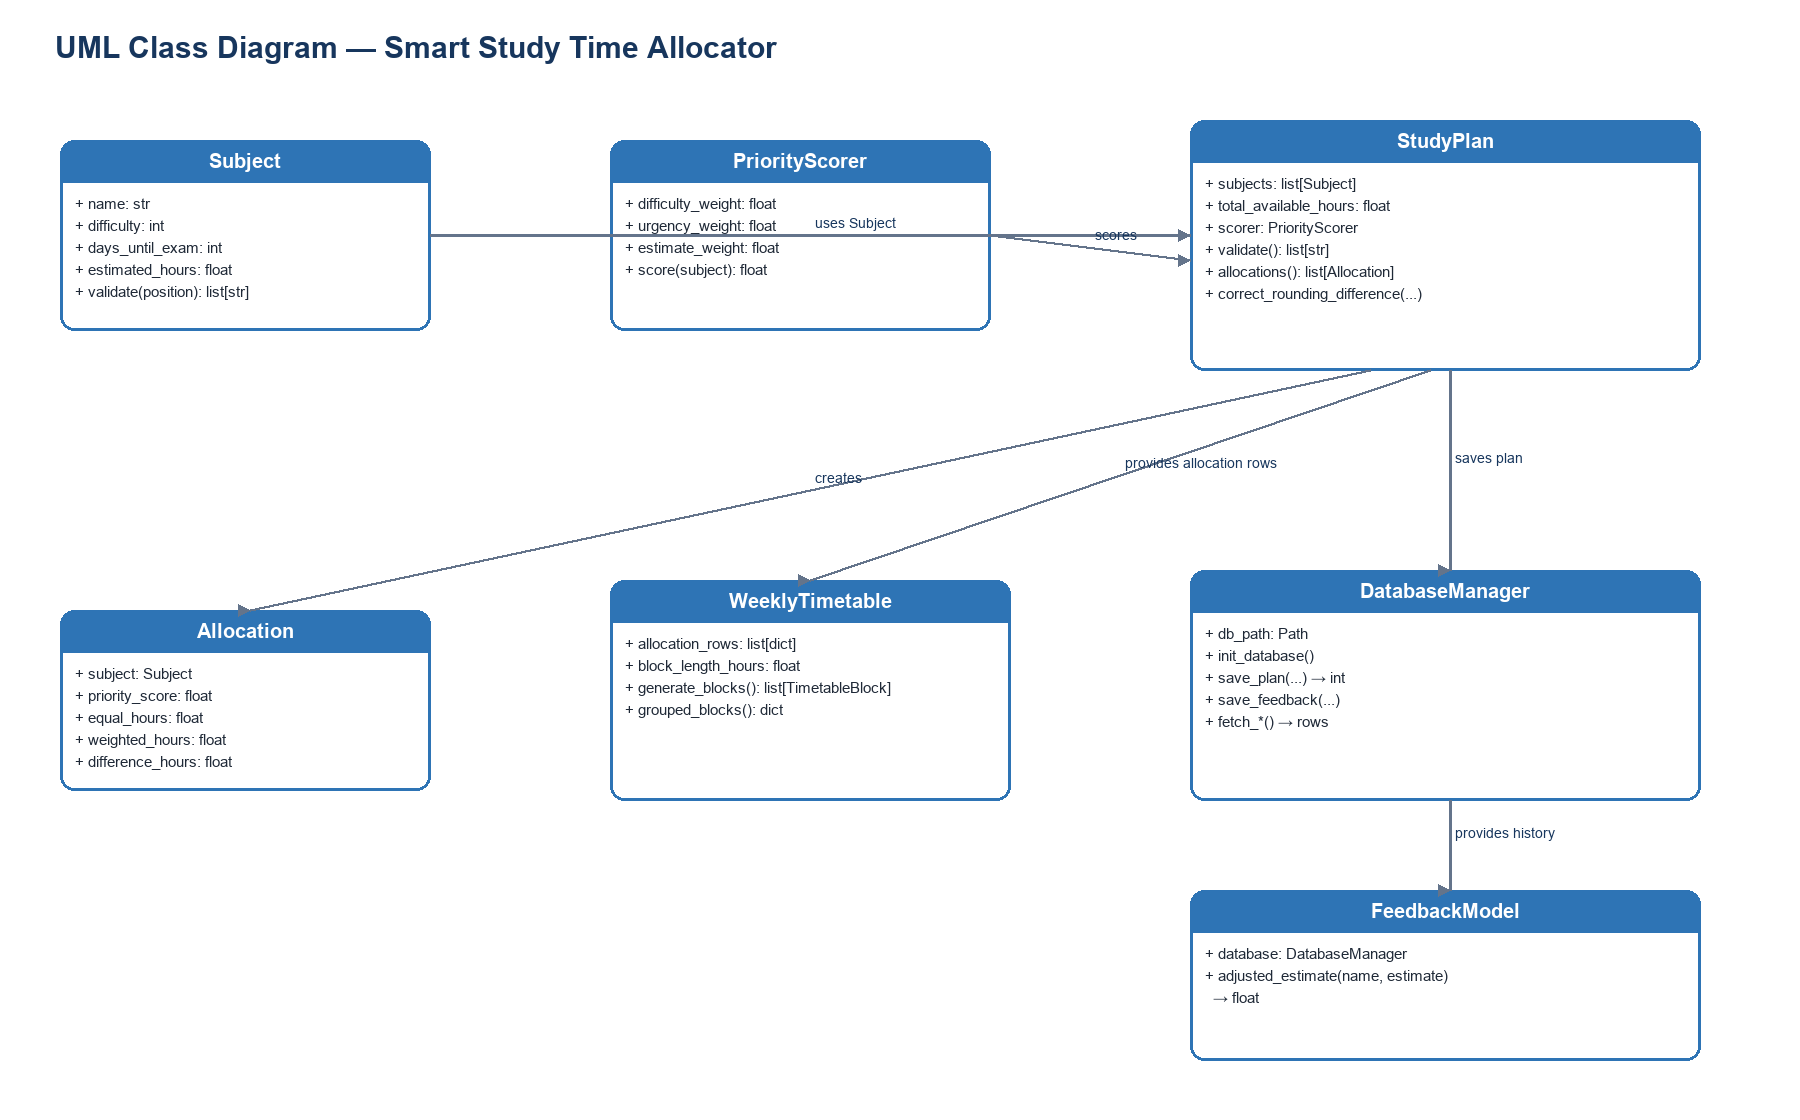 UML Class Diagram — Smart Study Time Allocator
Subject
+ name: str
+ difficulty: int
+ days_until_exam: int
+ estimated_hours: float
+ validate(position): list[str]
PriorityScorer
+ difficulty_weight: float
+ urgency_weight: float
+ estimate_weight: float
+ score(subject): float
uses Subject
scores
StudyPlan
+ subjects: list[Subject]
+ total_available_hours: float
+ scorer: PriorityScorer
+ validate(): list[str]
+ allocations(): list[Allocation]
+ correct_rounding_difference(...)
creates
provides allocation rows
saves plan
Allocation
+ subject: Subject
+ priority_score: float
+ equal_hours: float
+ weighted_hours: float
+ difference_hours: float
WeeklyTimetable
+ allocation_rows: list[dict]
+ block_length_hours: float
+ generate_blocks(): list[TimetableBlock]
+ grouped_blocks(): dict
DatabaseManager
+ db_path: Path
+ init_database()
+ save_plan(...) → int
+ save_feedback(...)
+ fetch_*() → rows
provides history
FeedbackModel
+ database: DatabaseManager
+ adjusted_estimate(name, estimate)
→ float